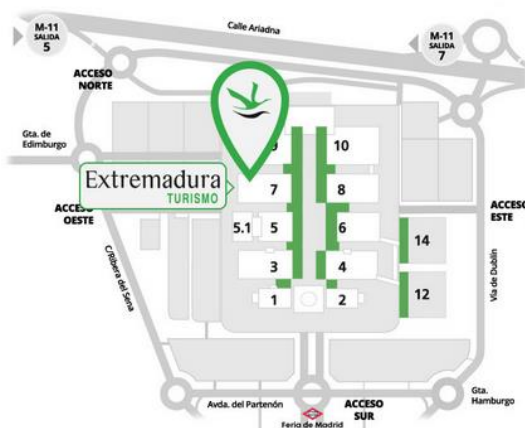 M-11
SALIDA
5
Calle Ariadna
M-11
SALIDA
7
ACCESO
NORTE
Gta. de
Edimburgo
9
10
Extremadura
TURISMO
7
8
ACCESO
OESTE
5.1
5
6
ACCESO
ESTE
14
3
4
12
1
2
C/Ribera del Sena
Vía de Dublín
Avda. del Partenón
ACCESO
SUR
Gta.
Hamburgo
Feria de Madrid